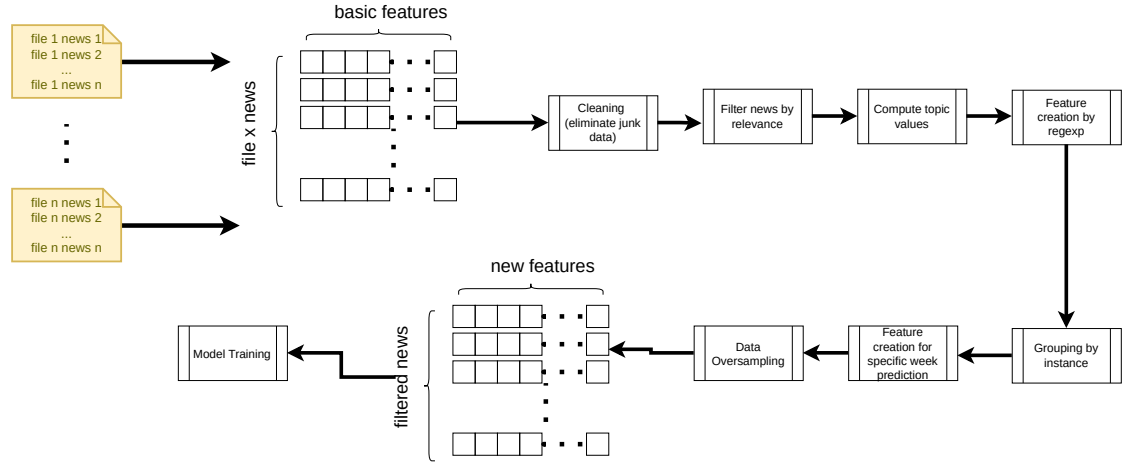 basic features
file 1 news 1
file 1 news 2
...
file 1 news n
file x news
Cleaning
(eliminate junk
data)
Filter news by
relevance
Compute topic
values
Feature
creation by
regexp
file n news 1
file n news 2
...
file n news n
new features
filtered news
Model Training
Data
Oversampling
Feature
creation for
specific week
prediction
Grouping by
instance